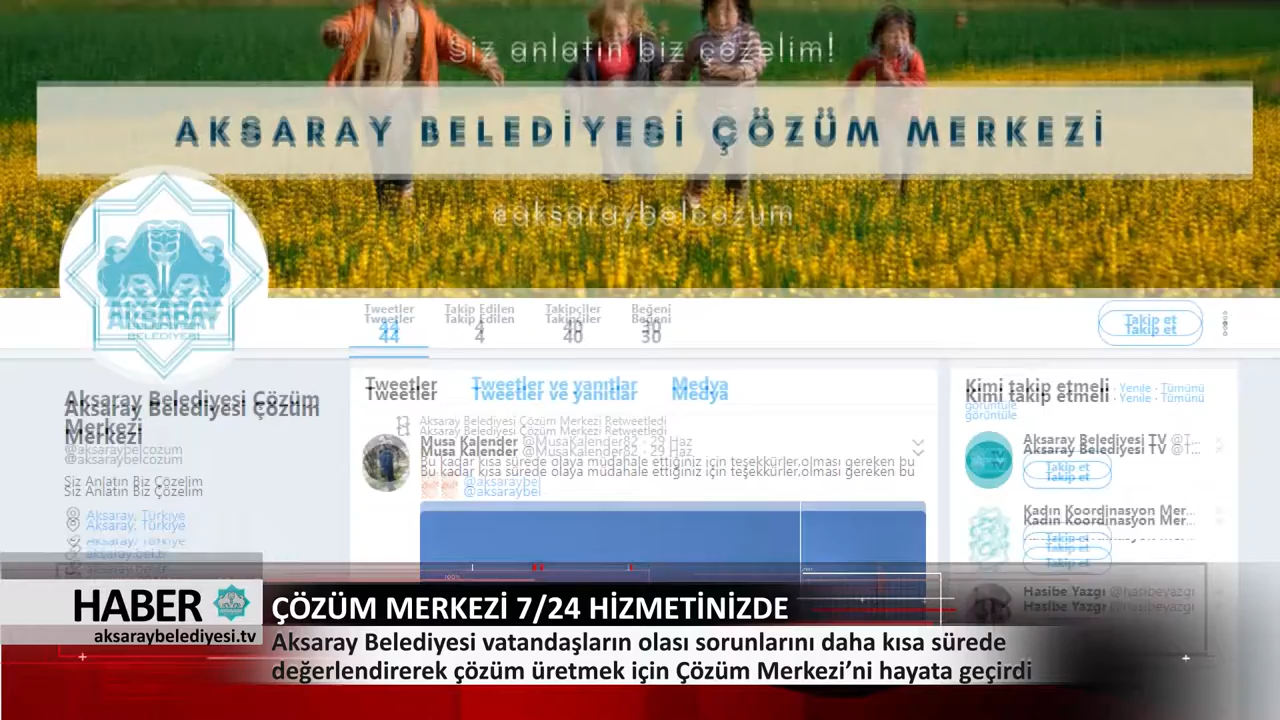 Siz anlatın biz çözelim!
AKSARAY BELEDİYESİ ÇÖZÜM MERKEZİ
@aksaraybelcozum
AKSARAY
BELEDİYESİ
Tweetler Takip Edilen Takipçiler Beğeni
44 4 40 30
Takip et
Aksaray Belediyesi Çözüm
Merkezi
@aksaraybelcozum
Siz Anlatın Biz Çözelim
Aksaray, Türkiye
aksaray.bel.tr
Tweetler Tweetler ve yanıtlar Medya
Aksaray Belediyesi Çözüm Merkezi Retweetledi
Musa Kalender @MusaKalender82 · 29 Haz
Bu kadar kısa sürede olaya müdahale ettiğiniz için teşekkürler,olması gereken bu
@aksaraybel
Kimi takip etmeli · Yenile · Tümünü
görüntüle
Aksaray Belediyesi TV @T...
Takip et
Kadın Koordinasyon Mer...
Takip et
Hasibe Yazgı @hasibeyazgi
HABER
aksaraybelediyesi.tv
ÇÖZÜM MERKEZİ 7/24 HİZMETİNİZDE
Aksaray Belediyesi vatandaşların olası sorunlarını daha kısa sürede
değerlendirerek çözüm üretmek için Çözüm Merkezi’ni hayata geçirdi